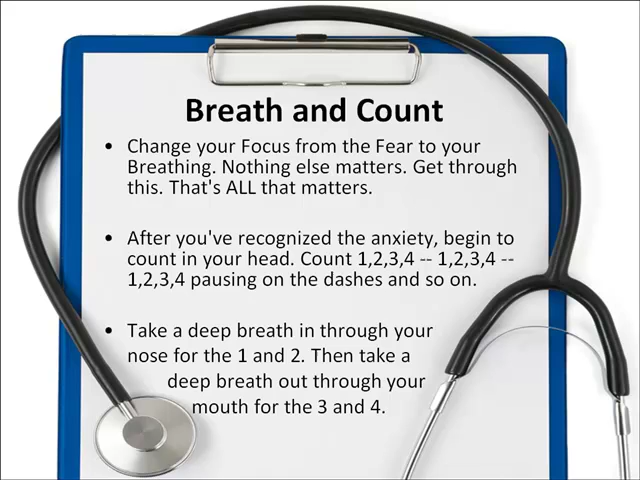 Breath and Count
• Change your Focus from the Fear to your
Breathing. Nothing else matters. Get through
this. That's ALL that matters.
• After you've recognized the anxiety, begin to
count in your head. Count 1,2,3,4 -- 1,2,3,4 --
1,2,3,4 pausing on the dashes and so on.
• Take a deep breath in through your
nose for the 1 and 2. Then take a
deep breath out through your
mouth for the 3 and 4.